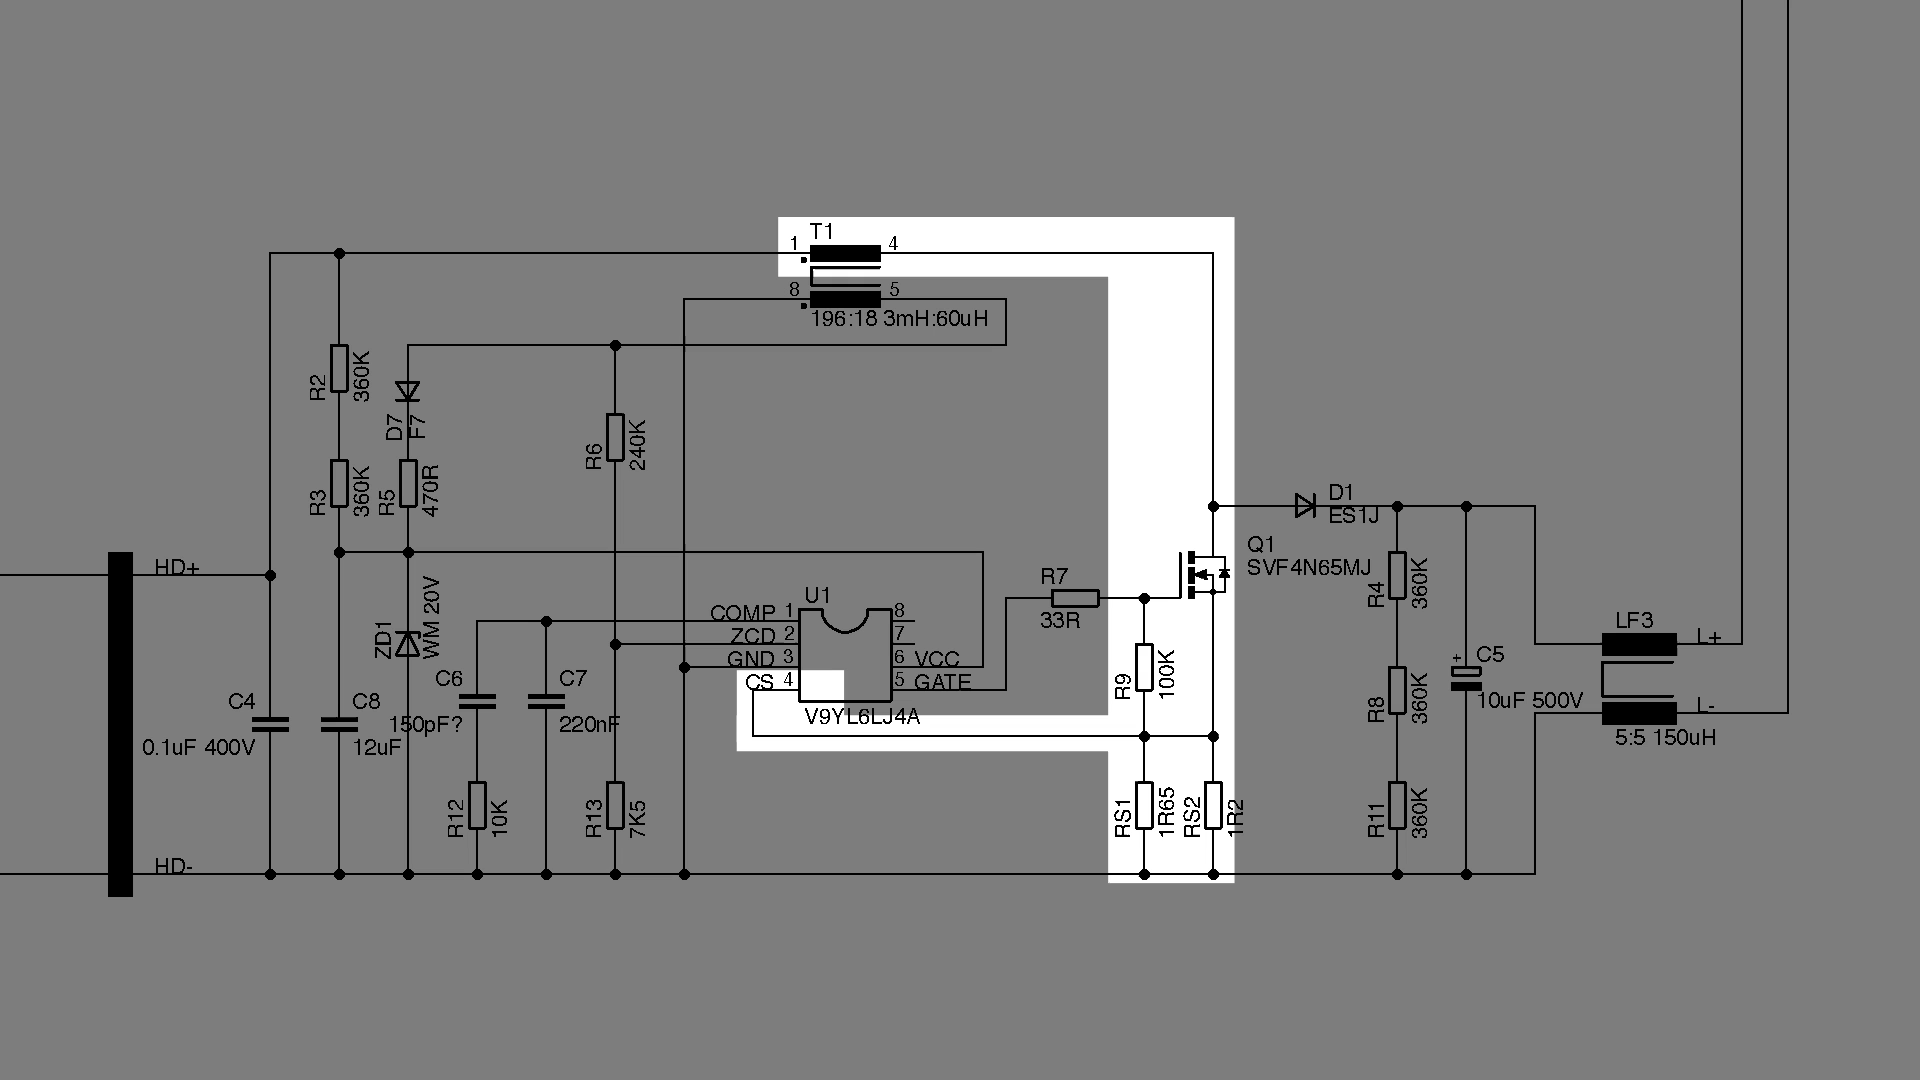 T1
1 4
8 5
196:18 3mH:60uH
R2 360K
D7 F7
R6 240K
R3 360K
R5 470R
D1
ES1J
Q1
SVF4N65MJ
HD+
R7
33R
R4 360K
ZD1 WM 20V
U1
COMP 1 8
ZCD 2 7
GND 3 6 VCC
CS 4 5 GATE
V9YL6LJ4A
LF3
L+
L-
5:5 150uH
+ C5
10uF 500V
R9 100K
R8 360K
C4
0.1uF 400V
C8
12uF
C6
150pF?
C7
220nF
R12 10K
R13 7K5
RS1 1R65
RS2 1R2
R11 360K
HD-